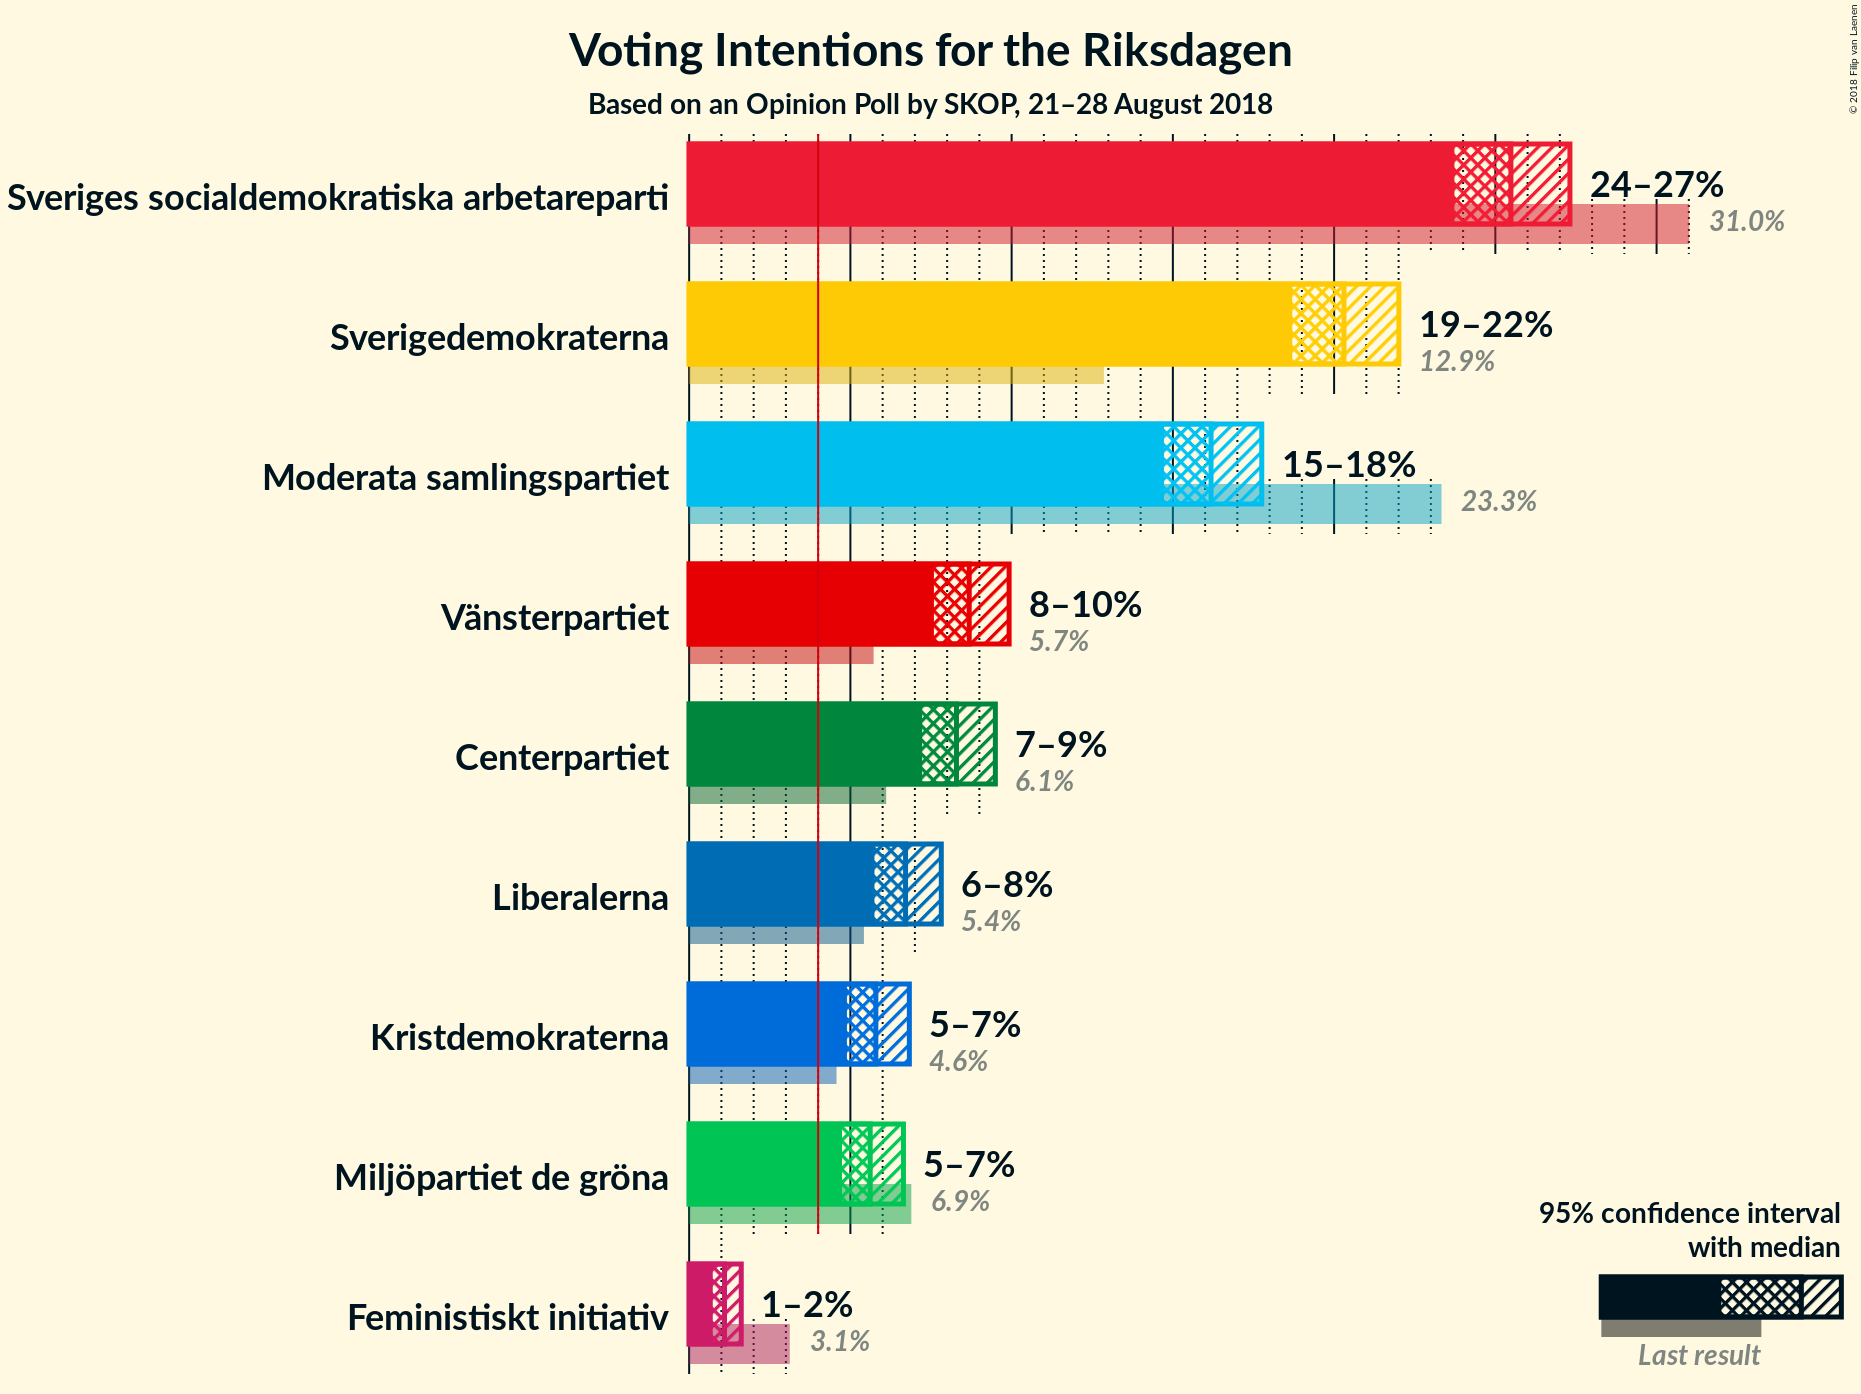 Voting Intentions for the Riksdagen
Based on an Opinion Poll by SKOP, 21–28 August 2018
© 2018 Filip van Laenen
Sveriges socialdemokratiska arbetareparti
24–27%
31.0%
Sverigedemokraterna
19–22%
12.9%
Moderata samlingspartiet
15–18%
23.3%
Vänsterpartiet
8–10%
5.7%
Centerpartiet
7–9%
6.1%
Liberalerna
6–8%
5.4%
Kristdemokraterna
5–7%
4.6%
Miljöpartiet de gröna
5–7%
6.9%
Feministiskt initiativ
1–2%
3.1%
95% confidence interval
with median
Last result